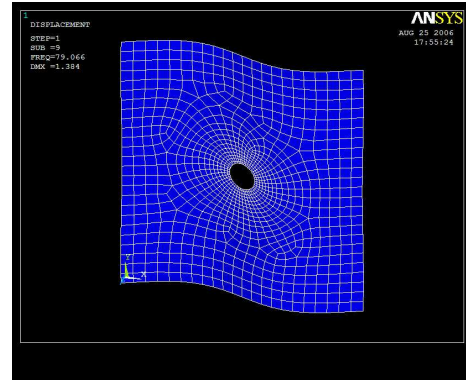 1
DISPLACEMENT
STEP=1
SUB =9
FREQ=79.066
DMX =1.384
ANSYS
AUG 25 2006
17:55:24
Y
X